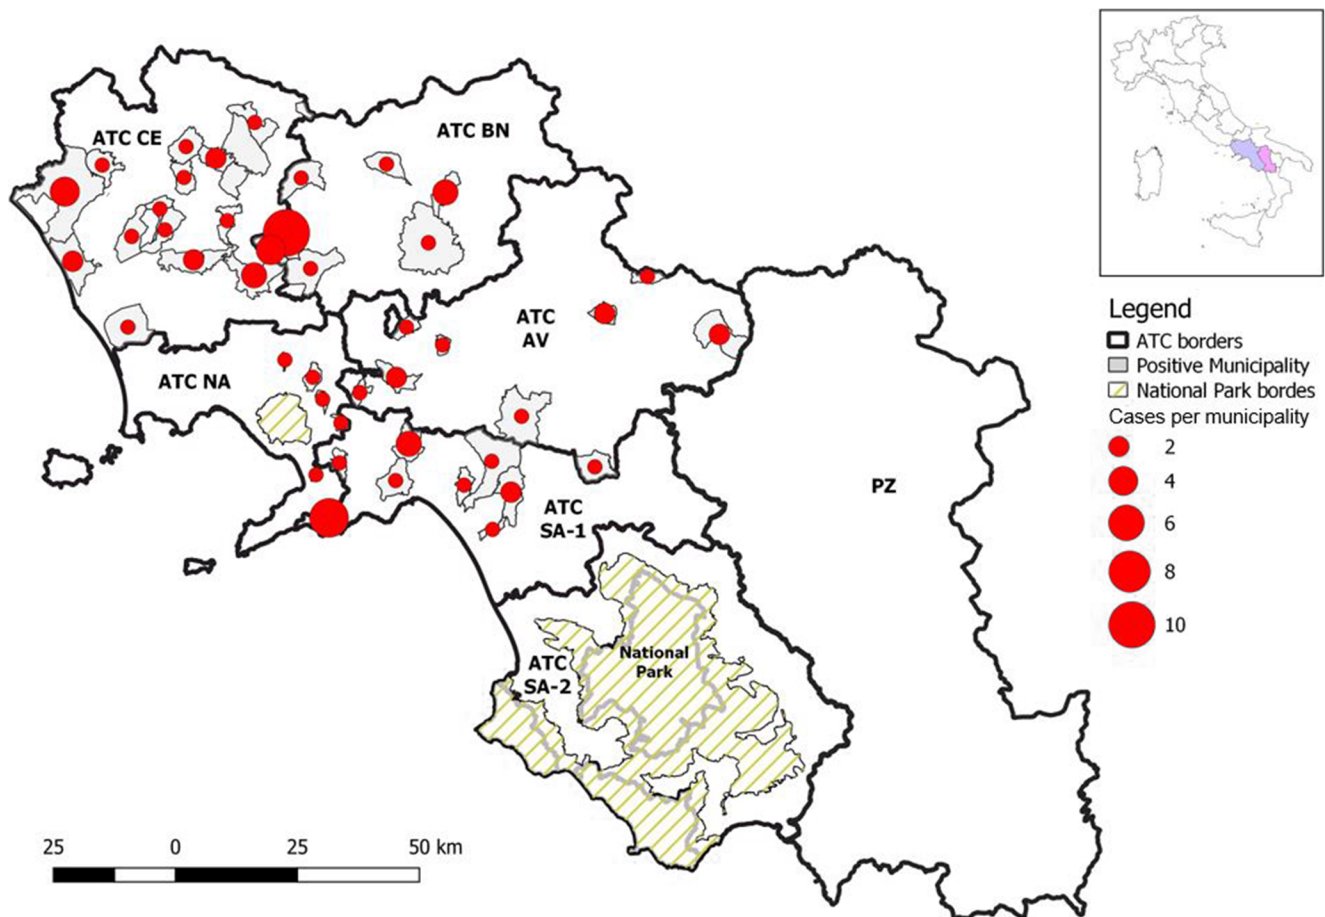 ATC CE
ATC BN
ATC
AV
ATC NA
PZ
ATC
SA-1
National
Park
ATC
SA-2
25 0 25 50 km
Legend
ATC borders
Positive Municipality
National Park bordes
Cases per municipality
2
4
6
8
10